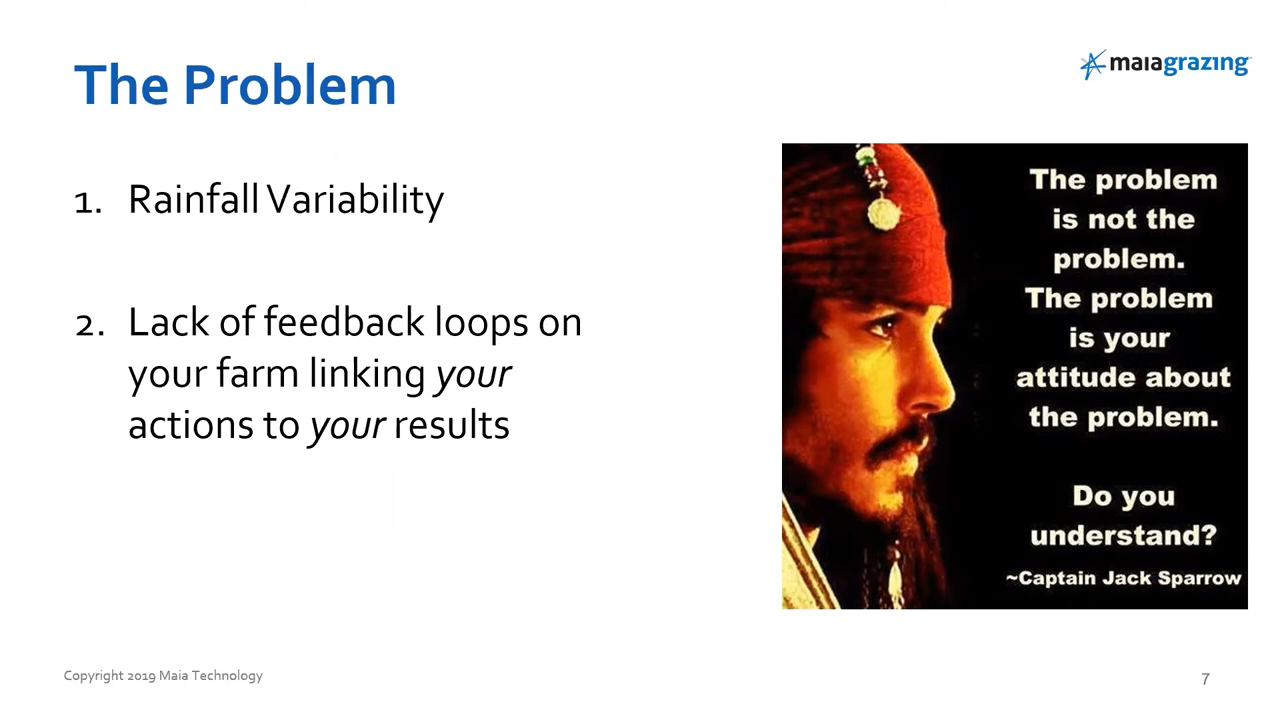 The Problem
maiagrazing
1. Rainfall Variability
2. Lack of feedback loops on
your farm linking your
actions to your results
The problem
is not the
problem.
The problem
is your
attitude about
the problem.
Do you
understand?
~Captain Jack Sparrow
Copyright 2019 Maia Technology
7